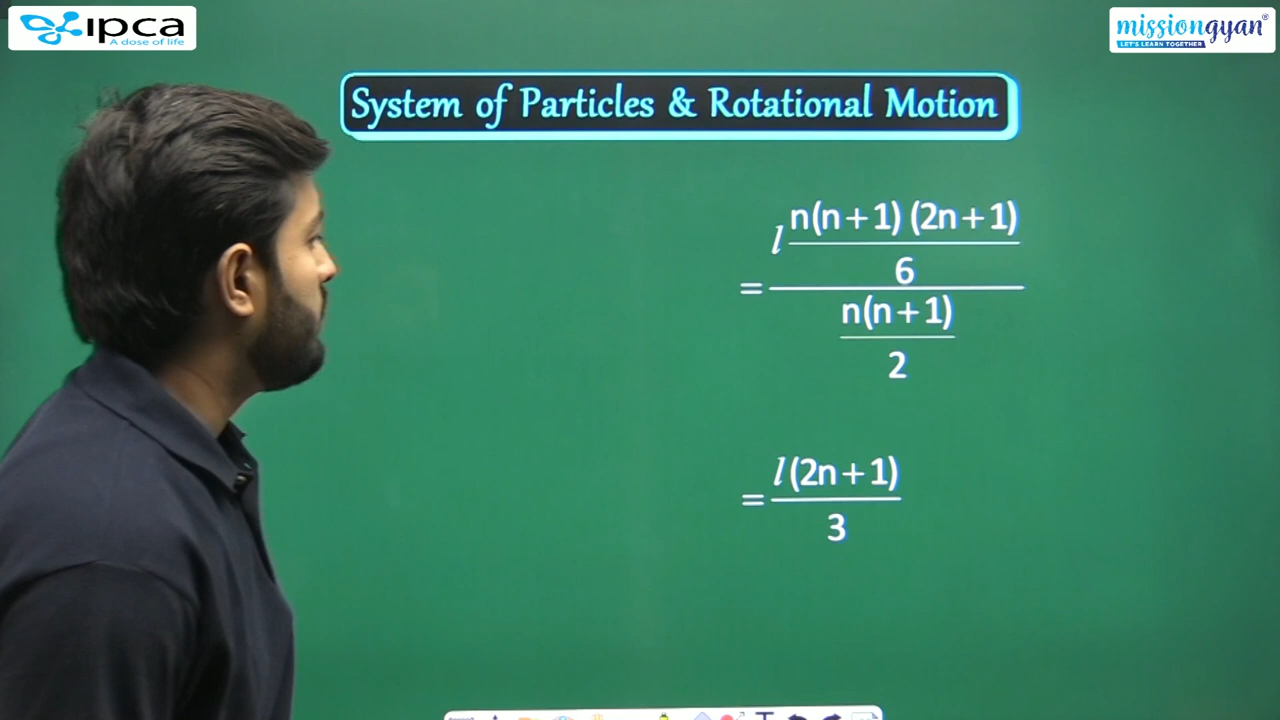 ipca
A dose of life
missiongyan®
LET'S LEARN TOGETHER
System of Particles & Rotational Motion
l n(n + 1) (2n + 1)
6
=
n(n + 1)
2
l (2n + 1)
=
3